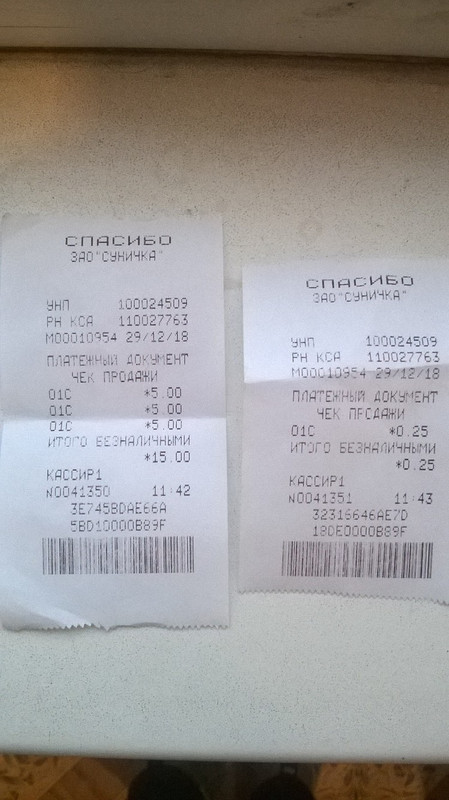 СПАСИБО
ЗАО"СУНИЧКА"
УНП 100024509
РН КСА 110027763
М00010954 29/12/18
ПЛАТЕЖНЫЙ ДОКУМЕНТ
ЧЕК ПРОДАЖИ
01С *5.00
01С *5.00
01С *5.00
ИТОГО БЕЗНАЛИЧНЫМИ
*15.00
КАССИР1
N0041350 11:42
3E745BDAE66A
5BD10000B89F
СПАСИБО
ЗАО"СУНИЧКА"
УНП 100024509
РН КСА 110027763
М00010954 29/12/18
ПЛАТЕЖНЫЙ ДОКУМЕНТ
ЧЕК ПРОДАЖИ
01С *0.25
ИТОГО БЕЗНАЛИЧНЫМИ
*0.25
КАССИР1
N0041351 11:43
32316646AE7D
18DE0000B89F